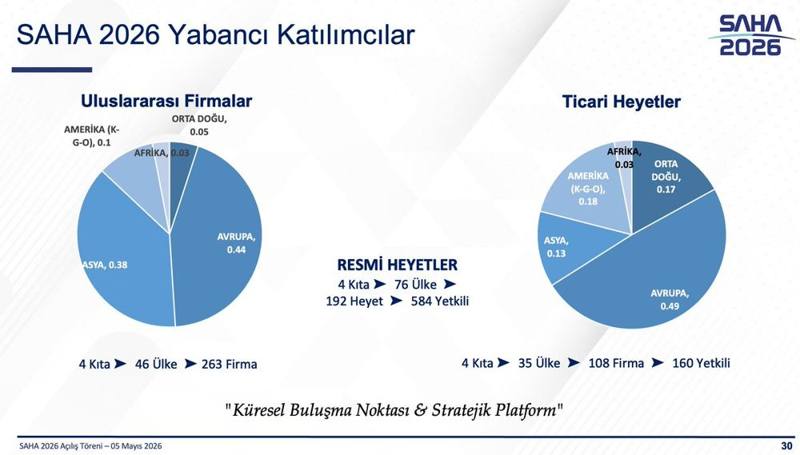 SAHA 2026 Yabancı Katılımcılar
SAHA
2026
Uluslararası Firmalar
AMERİKA (K-
G-O), 0.1
AFRİKA, 0.03
ORTA DOĞU,
0.05
AVRUPA,
0.44
ASYA, 0.38
4 Kıta ➤ 46 Ülke ➤ 263 Firma
RESMİ HEYETLER
4 Kıta ➤ 76 Ülke ➤
192 Heyet ➤ 584 Yetkili
Ticari Heyetler
AFRİKA,
0.03
ORTA
DOĞU,
0.17
AMERİKA
(K-G-O),
0.18
ASYA,
0.13
AVRUPA,
0.49
4 Kıta ➤ 35 Ülke ➤ 108 Firma ➤ 160 Yetkili
"Küresel Buluşma Noktası & Stratejik Platform"
SAHA 2026 Açılış Töreni – 05 Mayıs 2026
30